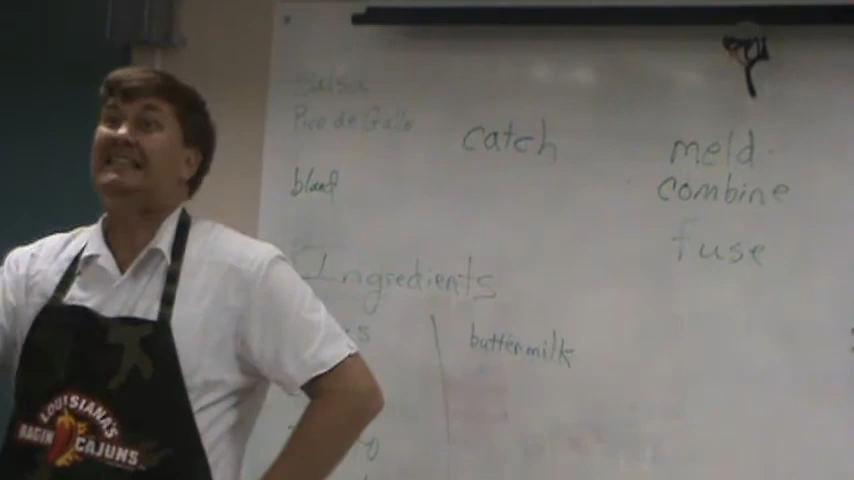 Salsa
Pico de Gallo
bland
catch
meld
combine
fuse
Ingredients
buttermilk
LOUISIANA'S
RAGIN CAJUNS